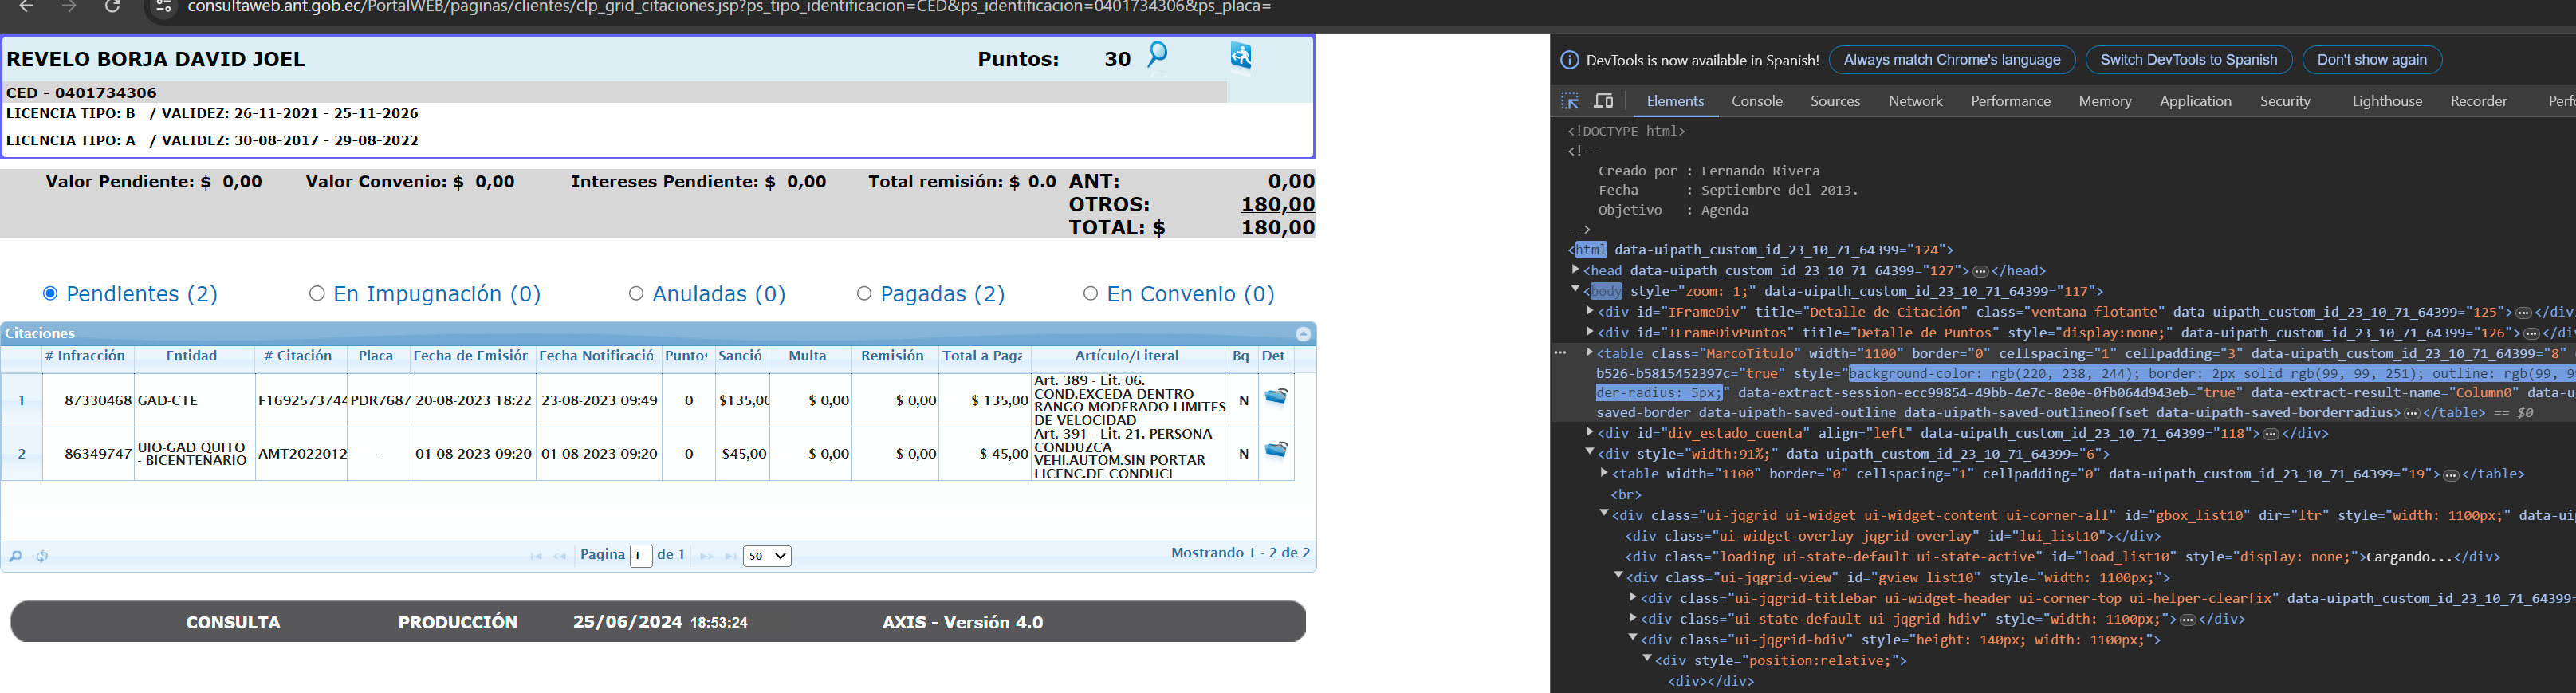 consultaweb.ant.gob.ec/PortalWEB/paginas/clientes/clp_grid_citaciones.jsp?ps_tipo_identificacion=CED&ps_identificacion=0401734306&ps_placa=
REVELO BORJA DAVID JOEL
Puntos: 30
CED - 0401734306
LICENCIA TIPO: B / VALIDEZ: 26-11-2021 - 25-11-2026
LICENCIA TIPO: A / VALIDEZ: 30-08-2017 - 29-08-2022
Valor Pendiente: $ 0,00 Valor Convenio: $ 0,00 Intereses Pendiente: $ 0,00 Total remisión: $ 0.0 ANT: 0,00
OTROS: 180,00
TOTAL: $ 180,00
Pendientes (2) En Impugnación (0) Anuladas (0) Pagadas (2) En Convenio (0)
Citaciones
# Infracción Entidad # Citación Placa Fecha de Emisión Fecha Notificació Puntos Sanció Multa Remisión Total a Paga Artículo/Literal Bq Det
1 87330468 GAD-CTE F1692573744 PDR7687 20-08-2023 18:22 23-08-2023 09:49 0 $135,00 $ 0,00 $ 0,00 $ 135,00 Art. 389 - Lit. 06.
COND.EXCEDA DENTRO
RANGO MODERADO LIMITES
DE VELOCIDAD
N
2 86349747 UIO-GAD QUITO
- BICENTENARIO
AMT2022012 - 01-08-2023 09:20 01-08-2023 09:20 0 $45,00 $ 0,00 $ 0,00 $ 45,00 Art. 391 - Lit. 21. PERSONA
CONDUZCA
VEHI.AUTOM.SIN PORTAR
LICENC.DE CONDUCI
N
Pagina 1 de 1 50 Mostrando 1 - 2 de 2
CONSULTA PRODUCCIÓN 25/06/2024 18:53:24 AXIS - Versión 4.0
DevTools is now available in Spanish! Always match Chrome's language Switch DevTools to Spanish Don't show again
Elements Console Sources Network Performance Memory Application Security Lighthouse Recorder Perf
<!DOCTYPE html>
<!--
Creado por : Fernando Rivera
Fecha : Septiembre del 2013.
Objetivo : Agenda
-->
<html data-uipath_custom_id_23_10_71_64399="124">
<head data-uipath_custom_id_23_10_71_64399="127">…</head>
<body style="zoom: 1;" data-uipath_custom_id_23_10_71_64399="117">
<div id="IFrameDiv" title="Detalle de Citación" class="ventana-flotante" data-uipath_custom_id_23_10_71_64399="125">…</div>
<div id="IFrameDivPuntos" title="Detalle de Puntos" style="display:none;" data-uipath_custom_id_23_10_71_64399="126">…</div
<table class="MarcoTitulo" width="1100" border="0" cellspacing="1" cellpadding="3" data-uipath_custom_id_23_10_71_64399="8"
b526-b5815452397c="true" style="background-color: rgb(220, 238, 244); border: 2px solid rgb(99, 99, 251); outline: rgb(99, 9
der-radius: 5px;" data-extract-session-ecc99854-49bb-4e7c-8e0e-0fb064d943eb="true" data-extract-result-name="Column0" data-u
saved-border data-uipath-saved-outline data-uipath-saved-outlineoffset data-uipath-saved-borderradius>…</table> == $0
<div id="div_estado_cuenta" align="left" data-uipath_custom_id_23_10_71_64399="118">…</div>
<div style="width:91%;" data-uipath_custom_id_23_10_71_64399="6">
<table width="1100" border="0" cellspacing="1" cellpadding="0" data-uipath_custom_id_23_10_71_64399="19">…</table>
<br>
<div class="ui-jqgrid ui-widget ui-widget-content ui-corner-all" id="gbox_list10" dir="ltr" style="width: 1100px;" data-uip
<div class="ui-widget-overlay jqgrid-overlay" id="lui_list10"></div>
<div class="loading ui-state-default ui-state-active" id="load_list10" style="display: none;">Cargando...</div>
<div class="ui-jqgrid-view" id="gview_list10" style="width: 1100px;">
<div class="ui-jqgrid-titlebar ui-widget-header ui-corner-top ui-helper-clearfix" data-uipath_custom_id_23_10_71_64399=
<div class="ui-state-default ui-jqgrid-hdiv" style="width: 1100px;">…</div>
<div class="ui-jqgrid-bdiv" style="height: 140px; width: 1100px;">
<div style="position:relative;">
<div></div>